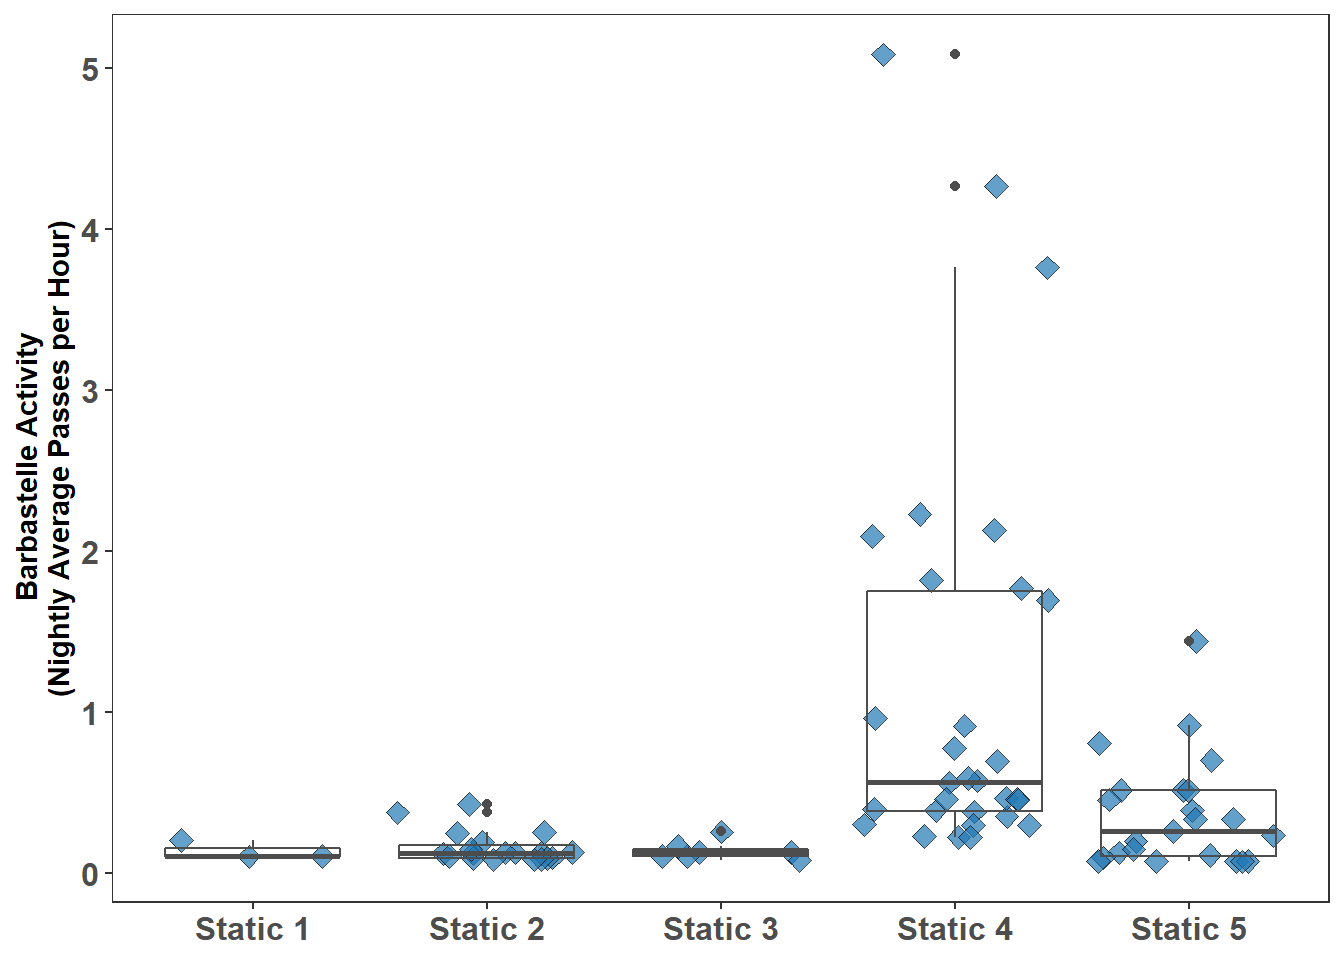 Barbastelle Activity
(Nightly Average Passes per Hour)
5
4
3
2
1
0
Static 1
Static 2
Static 3
Static 4
Static 5